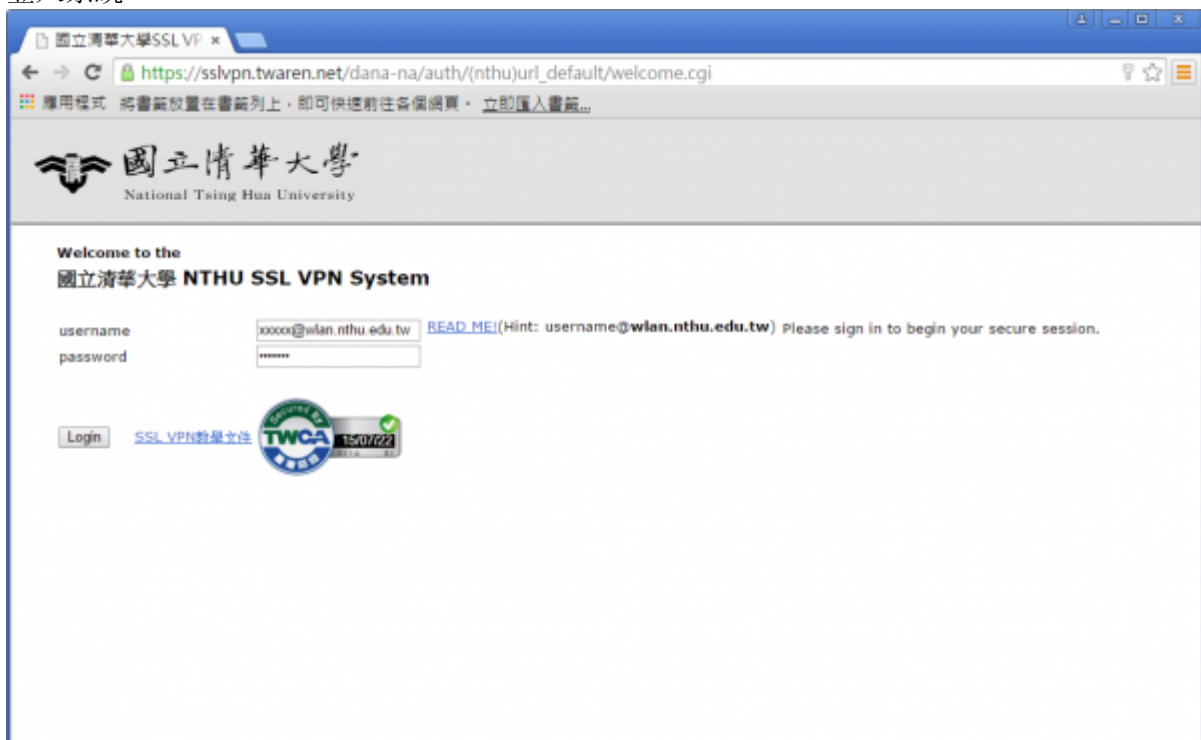 國立清華大學SSL VP
https://sslvpn.twaren.net/dana-na/auth/(nthu)url_default/welcome.cgi
應用程式 將書籤放置在書籤列上，即可快速前往各個網頁。 立即匯入書籤...
國立清華大學
National Tsing Hua University
Welcome to the
國立清華大學 NTHU SSL VPN System
username xxxxx@wlan.nthu.edu.tw READ ME!(Hint: username@wlan.nthu.edu.tw) Please sign in to begin your secure session.
password •••••••
Login SSL VPN教學文件 Secured By TWCA 15/07/22